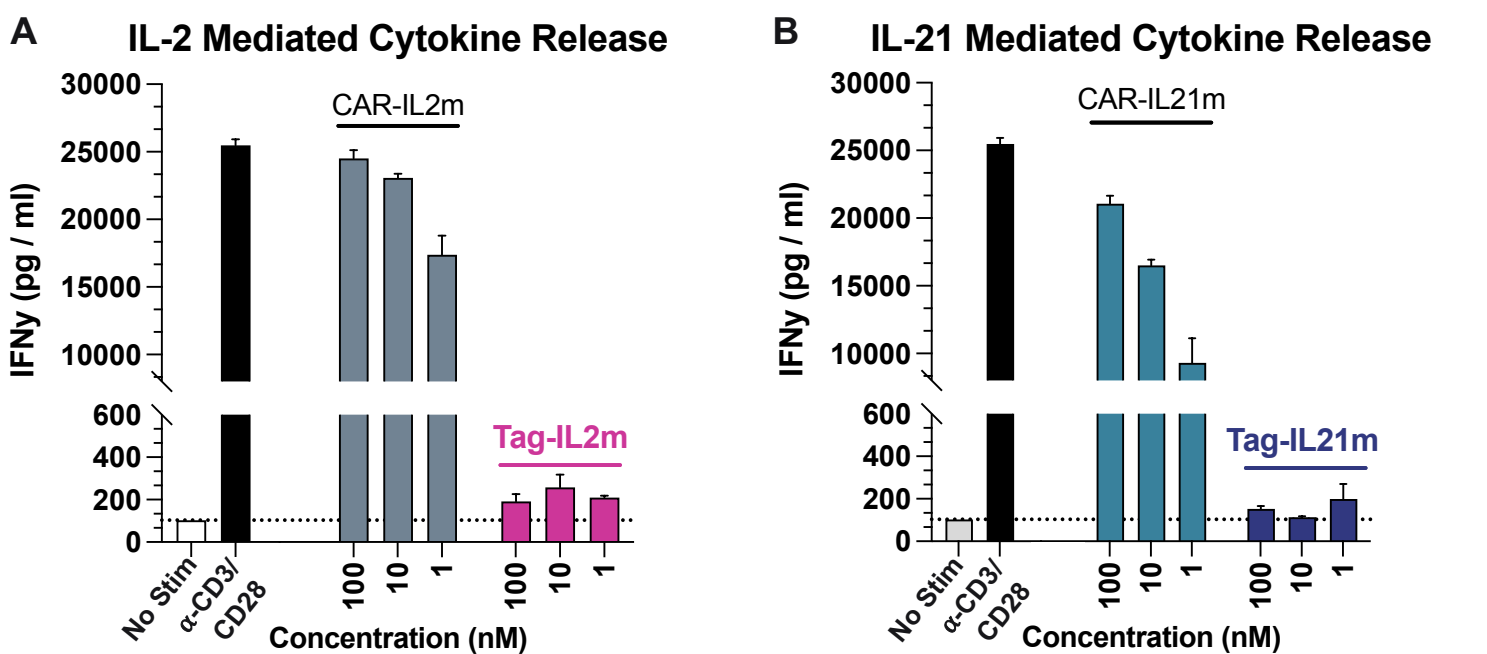 A
IL-2 Mediated Cytokine Release
30000
25000
20000
15000
10000
600
400
200
0
IFNy (pg / ml)
CAR-IL2m
Tag-IL2m
No Stim
α-CD3/
CD28
100
10
1
100
10
1
Concentration (nM)
B
IL-21 Mediated Cytokine Release
30000
25000
20000
15000
10000
600
400
200
0
IFNy (pg / ml)
CAR-IL21m
Tag-IL21m
No Stim
α-CD3/
CD28
100
10
1
100
10
1
Concentration (nM)